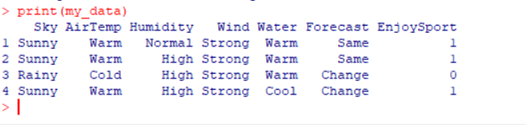 > print(my_data)
Sky AirTemp Humidity Wind Water Forecast EnjoySport
1 Sunny Warm Normal Strong Warm Same 1
2 Sunny Warm High Strong Warm Same 1
3 Rainy Cold High Strong Warm Change 0
4 Sunny Warm High Strong Cool Change 1
>